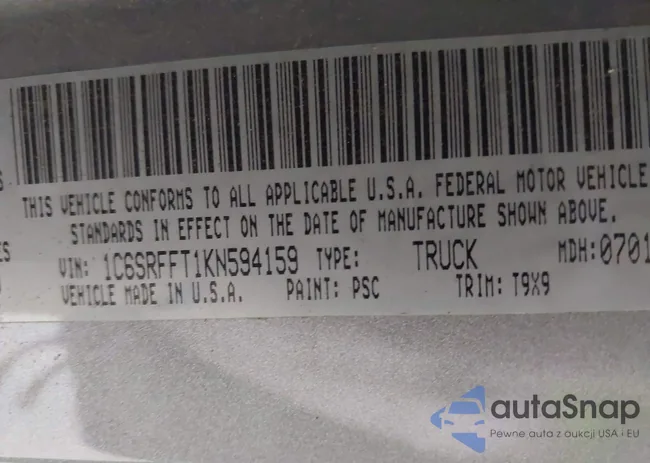 THIS VEHICLE CONFORMS TO ALL APPLICABLE U.S.A. FEDERAL MOTOR VEHICLE
STANDARDS IN EFFECT ON THE DATE OF MANUFACTURE SHOWN ABOVE.
VIN: 1C6SRFFT1KN594159 TYPE: TRUCK MDH:0701
VEHICLE MADE IN U.S.A. PAINT: PSC TRIM: T9X9
autaSnap
Pewne auta z aukcji USA i EU